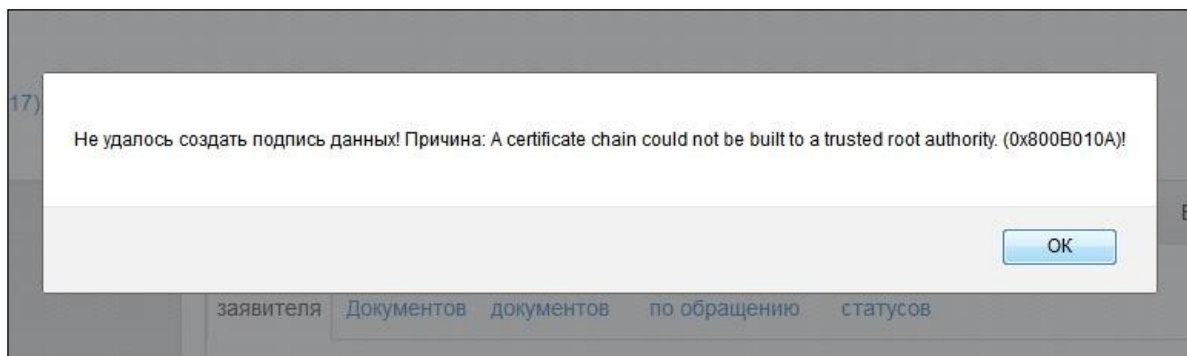 17)
Не удалось создать подпись данных! Причина: A certificate chain could not be built to a trusted root authority. (0x800B010A)!
ОК
заявителя Документов документов по обращению статусов